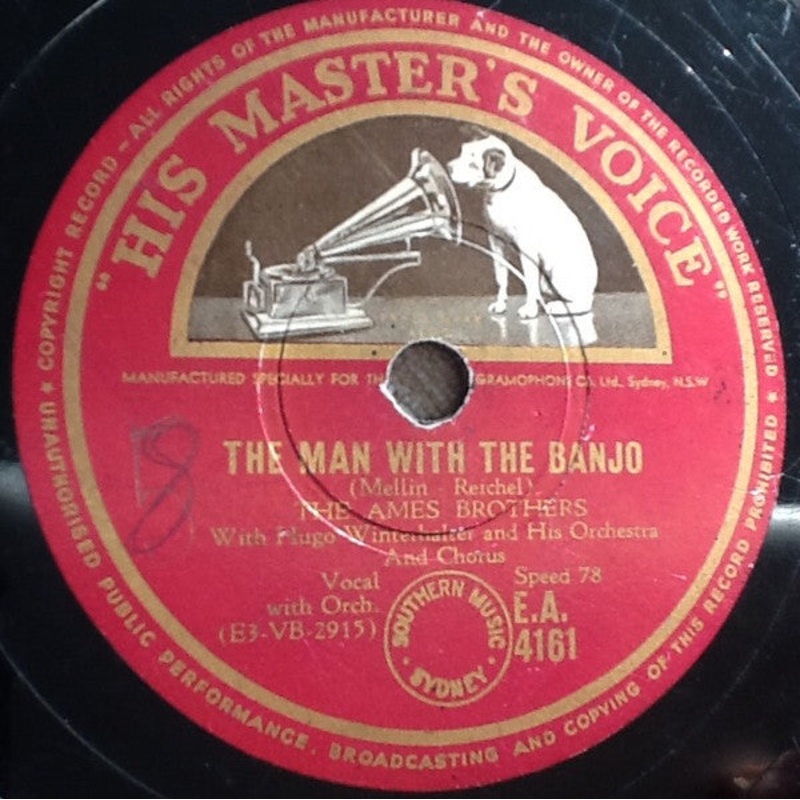 COPYRIGHT RECORD – ALL RIGHTS OF THE MANUFACTURER AND THE OWNER OF THE RECORDED WORK RESERVED ★
UNAUTHORISED PUBLIC PERFORMANCE, BROADCASTING AND COPYING OF THIS RECORD PROHIBITED ★
"HIS MASTER'S VOICE"
MANUFACTURED SPECIALLY FOR GRAMOPHONE Co. Ltd., Sydney, N.S.W
8
THE MAN WITH THE BANJO
(Mellin - Reichel)
THE AMES BROTHERS
With Hugo Winterhalter and His Orchestra
And Chorus
Vocal
with Orch.
(E3-VB-2915)
SOUTHERN MUSIC
· SYDNEY ·
Speed 78
E.A.
4161